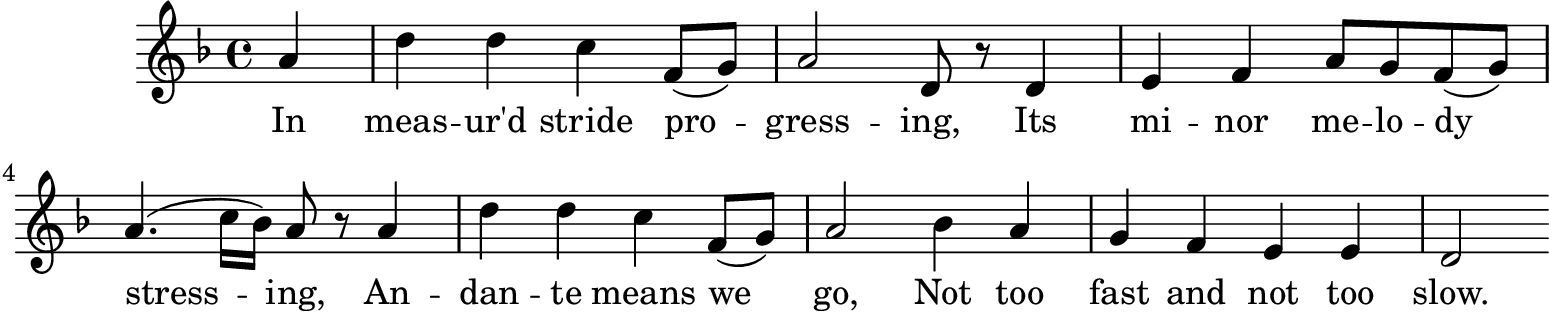 In meas -- ur'd stride pro -- gress -- ing, Its mi -- nor me -- lo -- dy
4
stress -- ing, An -- dan -- te means we go, Not too fast and not too slow.